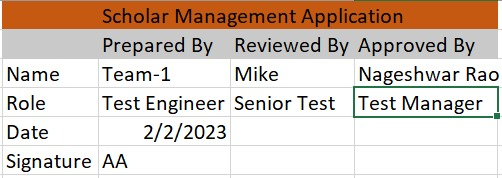 Scholar Management Application
Prepared By Reviewed By Approved By
Name Team-1 Mike Nageshwar Rao
Role Test Engineer Senior Test Test Manager
Date 2/2/2023
Signature AA